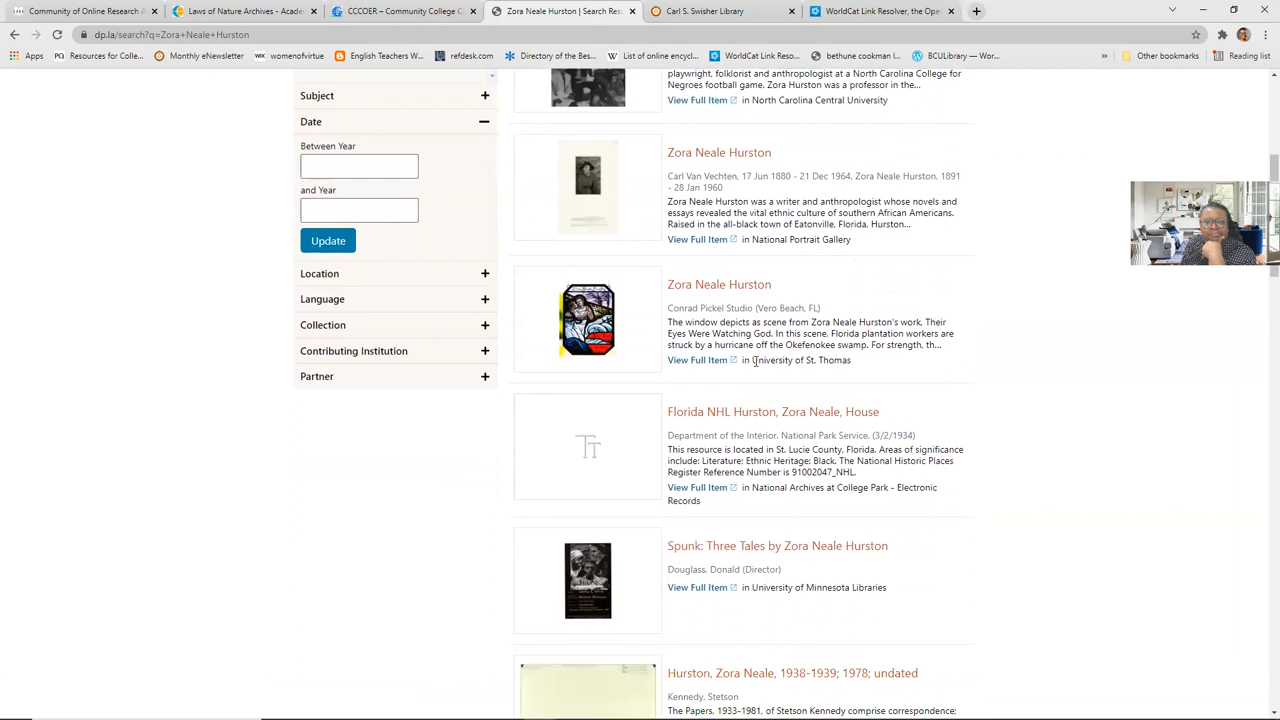 Community of Online Research A
Laws of Nature Archives - Acade
CCCOER – Community College C
Zora Neale Hurston | Search Res
Carl S. Swisher Library
WorldCat Link Resolver, the Ope
dp.la/search?q=Zora+Neale+Hurston
Apps PQ Resources for Colle... Monthly eNewsletter WIX womenofvirtue English Teachers W... refdesk.com Directory of the Bes... W List of online encycl... WorldCat Link Reso... bethune cookman l... BCULibrary — Wor... » Other bookmarks Reading list
Subject +
Date −
Between Year
and Year
Update
Location +
Language +
Collection +
Contributing Institution +
Partner +
playwright, folklorist and anthropologist at a North Carolina College for
Negroes football game. Zora Hurston was a professor in the...
View Full Item in North Carolina Central University
Zora Neale Hurston
Carl Van Vechten, 17 Jun 1880 - 21 Dec 1964, Zora Neale Hurston, 1891
- 28 Jan 1960
Zora Neale Hurston was a writer and anthropologist whose novels and
essays revealed the vital ethnic culture of southern African Americans.
Raised in the all-black town of Eatonville, Florida, Hurston...
View Full Item in National Portrait Gallery
Zora Neale Hurston
Conrad Pickel Studio (Vero Beach, FL)
The window depicts as scene from Zora Neale Hurston's work, Their
Eyes Were Watching God. In this scene, Florida plantation workers are
struck by a hurricane off the Okefenokee swamp. For strength, th...
View Full Item in University of St. Thomas
Florida NHL Hurston, Zora Neale, House
Department of the Interior. National Park Service. (3/2/1934)
This resource is located in St. Lucie County, Florida. Areas of significance
include: Literature; Ethnic Heritage: Black. The National Historic Places
Register Reference Number is 91002047_NHL.
View Full Item in National Archives at College Park - Electronic
Records
Spunk: Three Tales by Zora Neale Hurston
Douglass, Donald (Director)
View Full Item in University of Minnesota Libraries
Hurston, Zora Neale, 1938-1939; 1978; undated
Kennedy, Stetson
The Papers, 1933-1981, of Stetson Kennedy comprise correspondence;